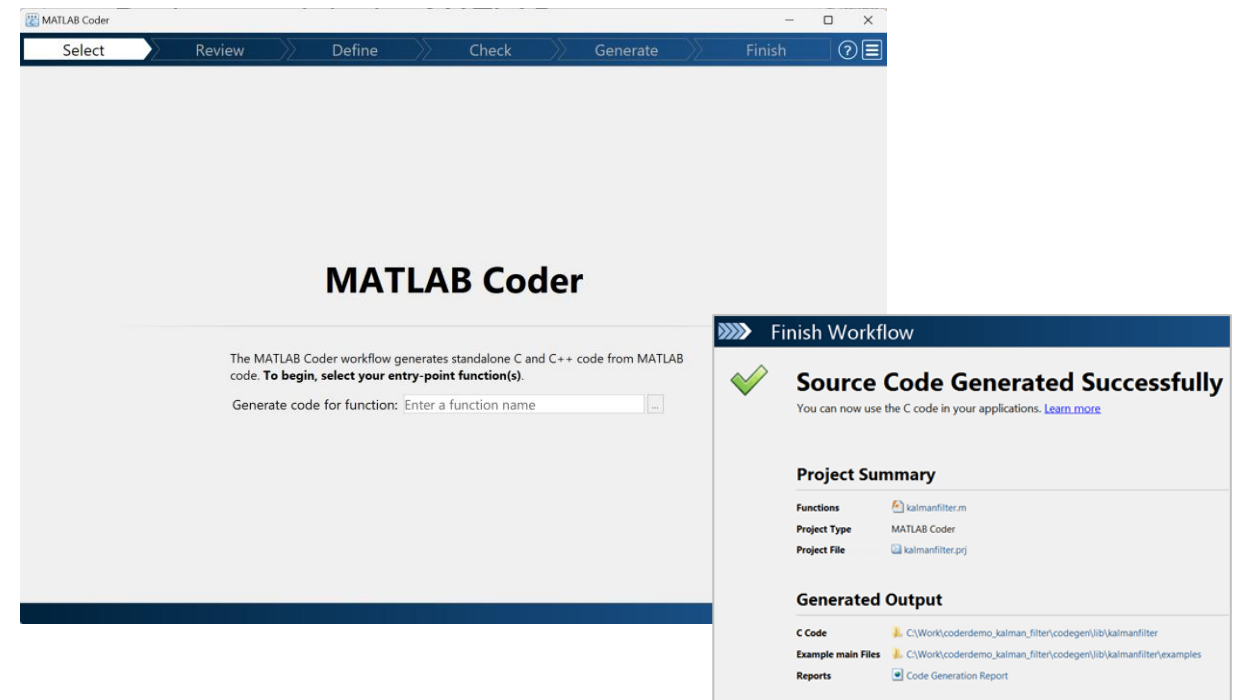 MATLAB Coder
Select Review Define Check Generate Finish ?
MATLAB Coder
The MATLAB Coder workflow generates standalone C and C++ code from MATLAB
code. To begin, select your entry-point function(s).
Generate code for function: Enter a function name ...
Finish Workflow
Source Code Generated Successfully
You can now use the C code in your applications. Learn more
Project Summary
Functions kalmanfilter.m
Project Type MATLAB Coder
Project File kalmanfilter.prj
Generated Output
C Code C:\Work\coderdemo_kalman_filter\codegen\lib\kalmanfilter
Example main Files C:\Work\coderdemo_kalman_filter\codegen\lib\kalmanfilter\examples
Reports Code Generation Report